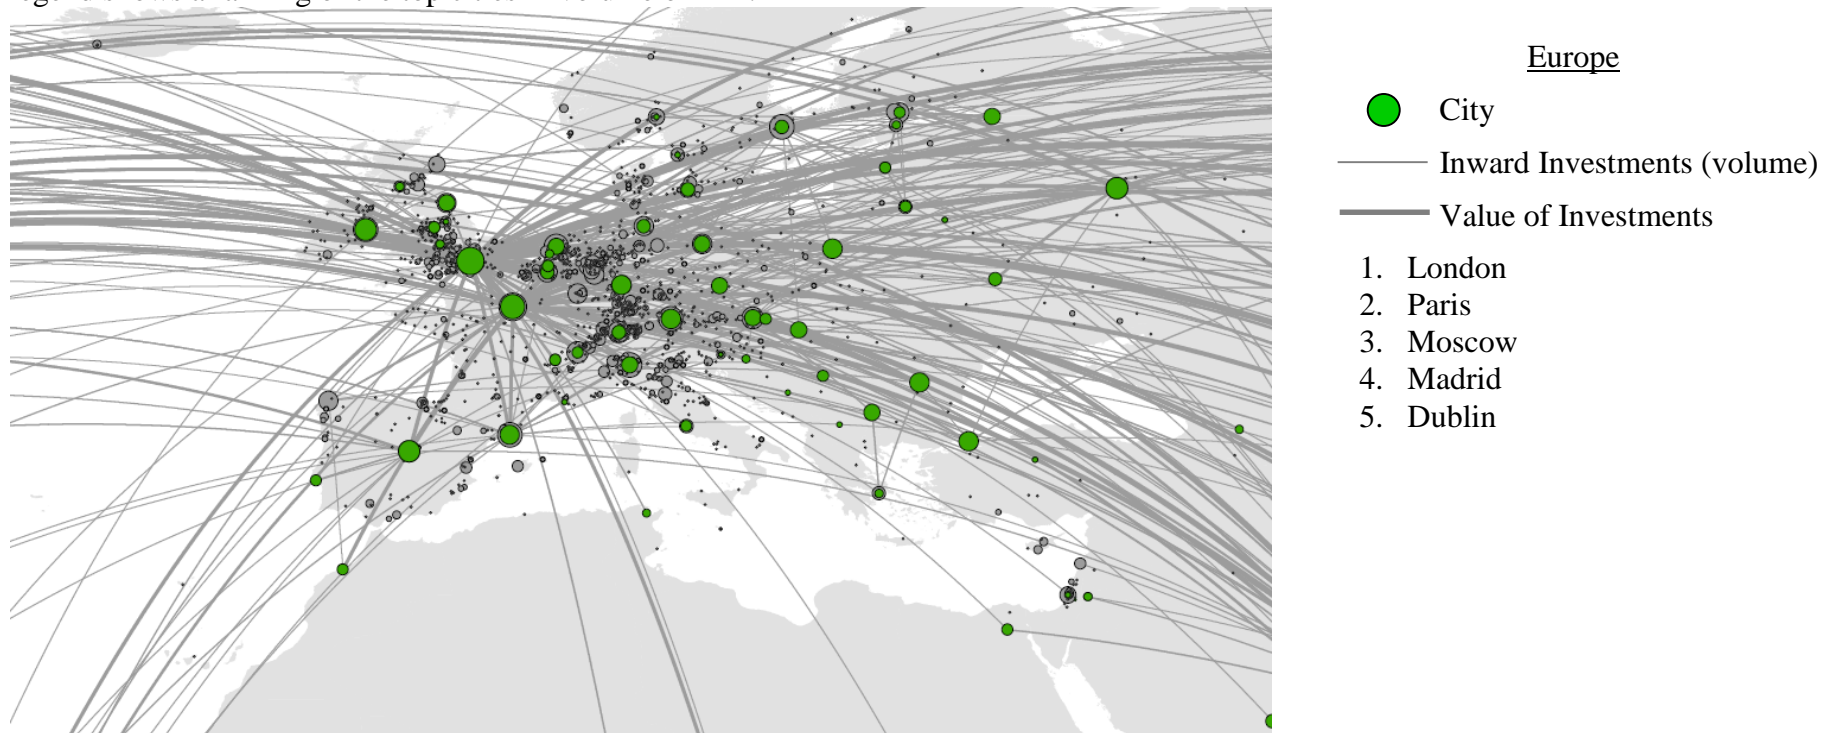 Europe
City
Inward Investments (volume)
Value of Investments
1. London
2. Paris
3. Moscow
4. Madrid
5. Dublin